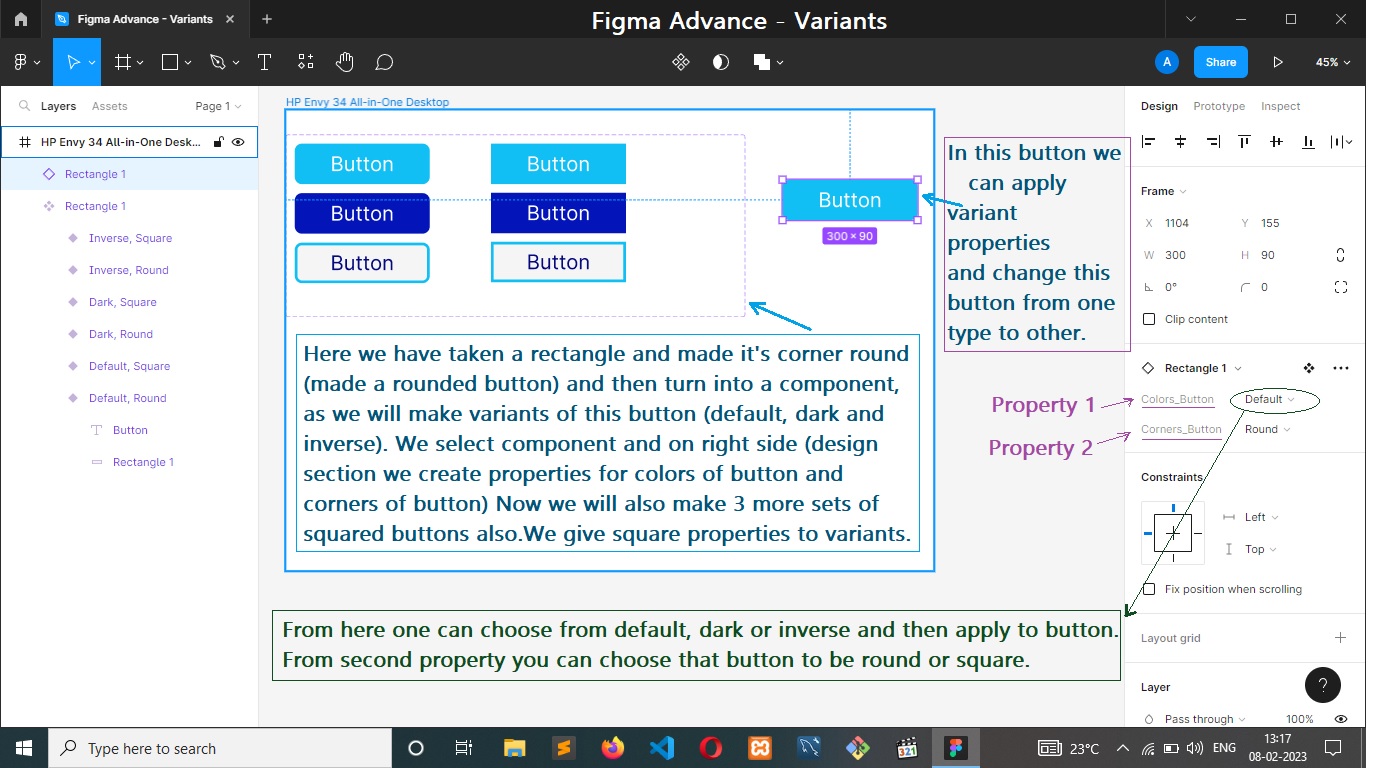 Figma Advance - Variants
Figma Advance - Variants
Share
45%
A
Layers
Assets
Page 1
HP Envy 34 All-in-One Desk...
Rectangle 1
Rectangle 1
Inverse, Square
Inverse, Round
Dark, Square
Dark, Round
Default, Square
Default, Round
Button
Rectangle 1
HP Envy 34 All-in-One Desktop
Button
Button
Button
Button
Button
Button
Button
300 × 90
In this button we
can apply
variant
properties
and change this
button from one
type to other.
Here we have taken a rectangle and made it's corner round
(made a rounded button) and then turn into a component,
as we will make variants of this button (default, dark and
inverse). We select component and on right side (design
section we create properties for colors of button and
corners of button) Now we will also make 3 more sets of
squared buttons also.We give square properties to variants.
Property 1
Property 2
From here one can choose from default, dark or inverse and then apply to button.
From second property you can choose that button to be round or square.
Design
Prototype
Inspect
Frame
X 1104 Y 155
W 300 H 90
0° 0
Clip content
Rectangle 1
Colors_Button Default
Corners_Button Round
Constraints
Left
Top
Fix position when scrolling
Layout grid
Layer
?
Pass through 100%
Type here to search
321
23°C
ENG
13:17
08-02-2023